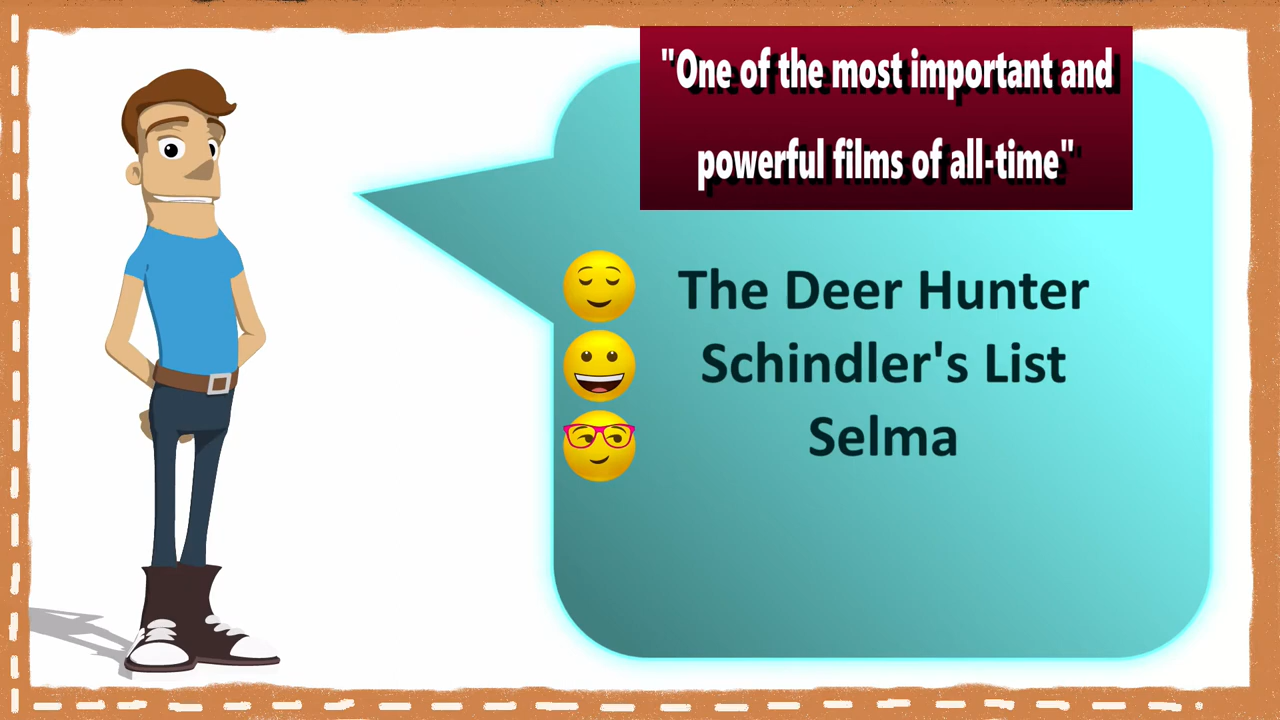 "One of the most important and
powerful films of all-time"
The Deer Hunter
Schindler's List
Selma